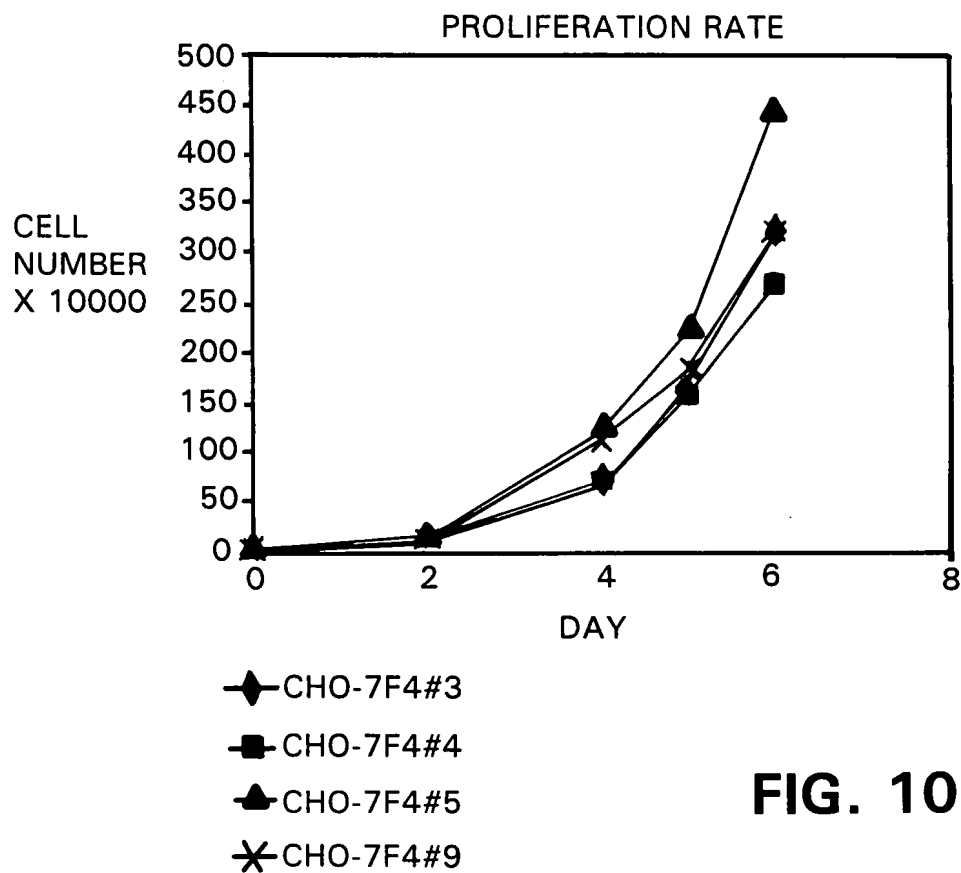 PROLIFERATION RATE
500
450
400
350
300
250
200
150
100
50
0
CELL
NUMBER
X 10000
0 2 4 6 8
DAY
CHO-7F4#3
CHO-7F4#4
CHO-7F4#5
CHO-7F4#9
FIG. 10